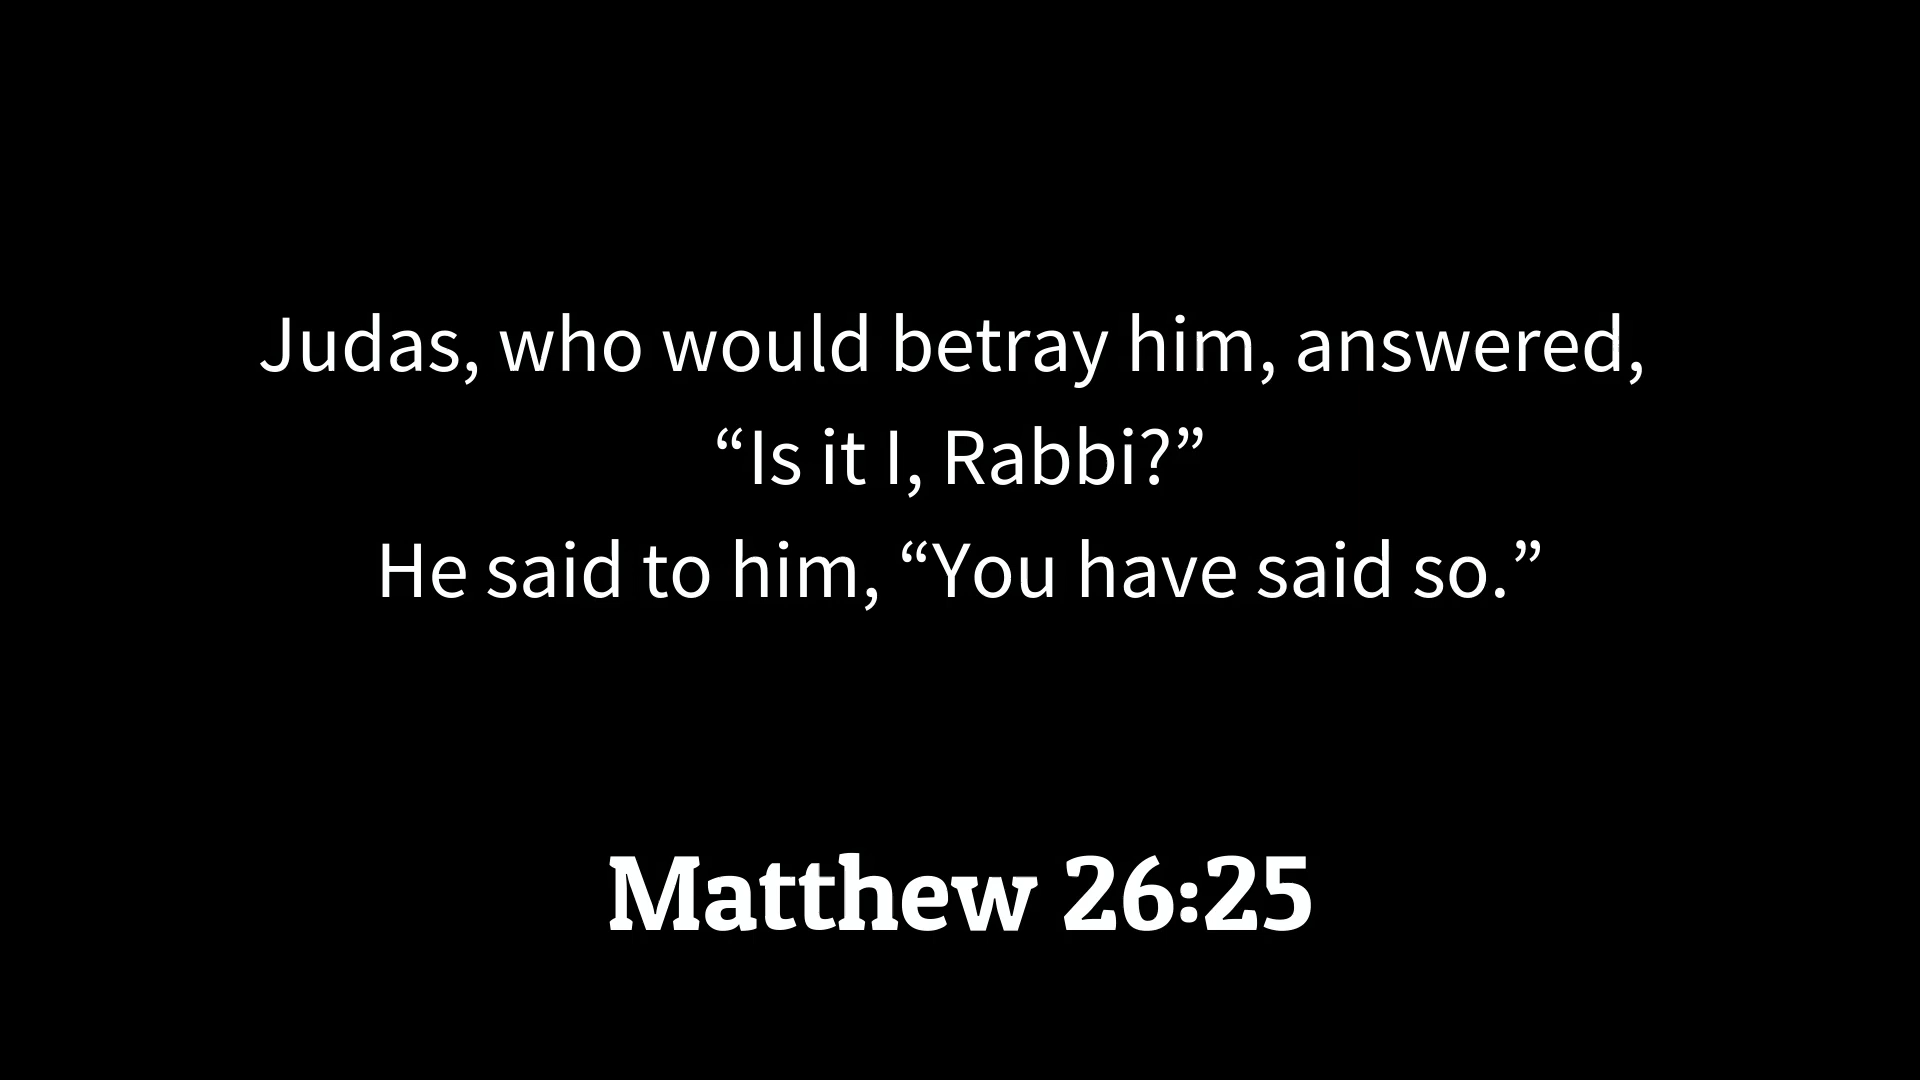 Judas, who would betray him, answered,
“Is it I, Rabbi?”
He said to him, “You have said so.”
Matthew 26:25